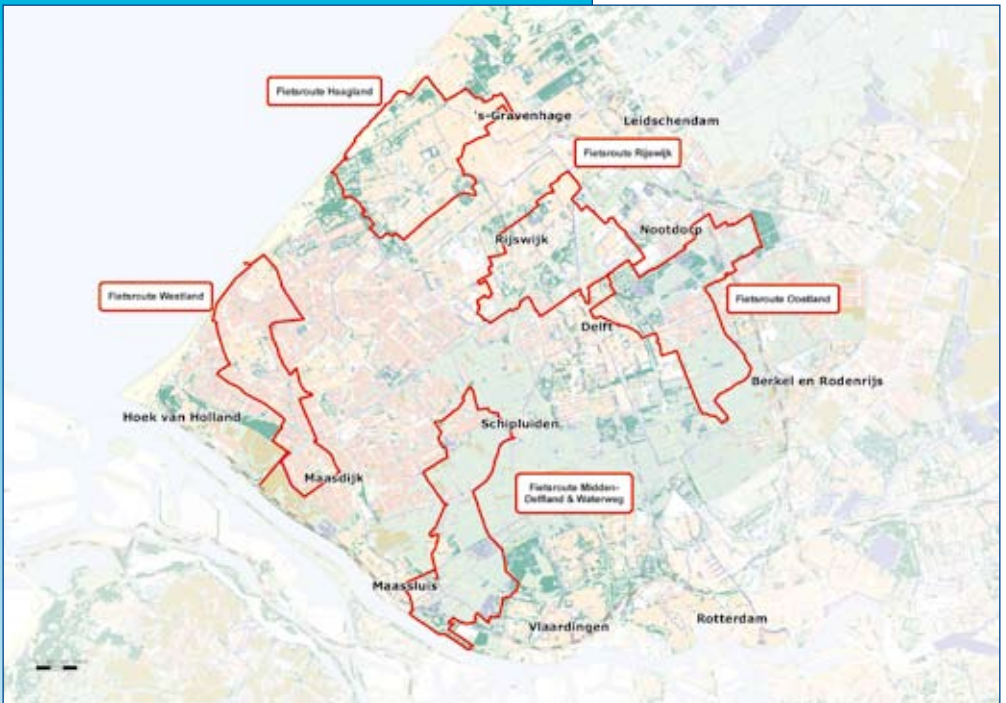 Fietsroute Haagland
's-Gravenhage
Leidschendam
Fietsroute Rijswijk
Nootdorp
Rijswijk
Fietsroute Westland
Fietsroute Oostland
Delft
Berkel en Rodenrijs
Hoek van Holland
Schipluiden
Maasdijk
Fietsroute Midden-
Delfland & Waterweg
Maassluis
Vlaardingen
Rotterdam